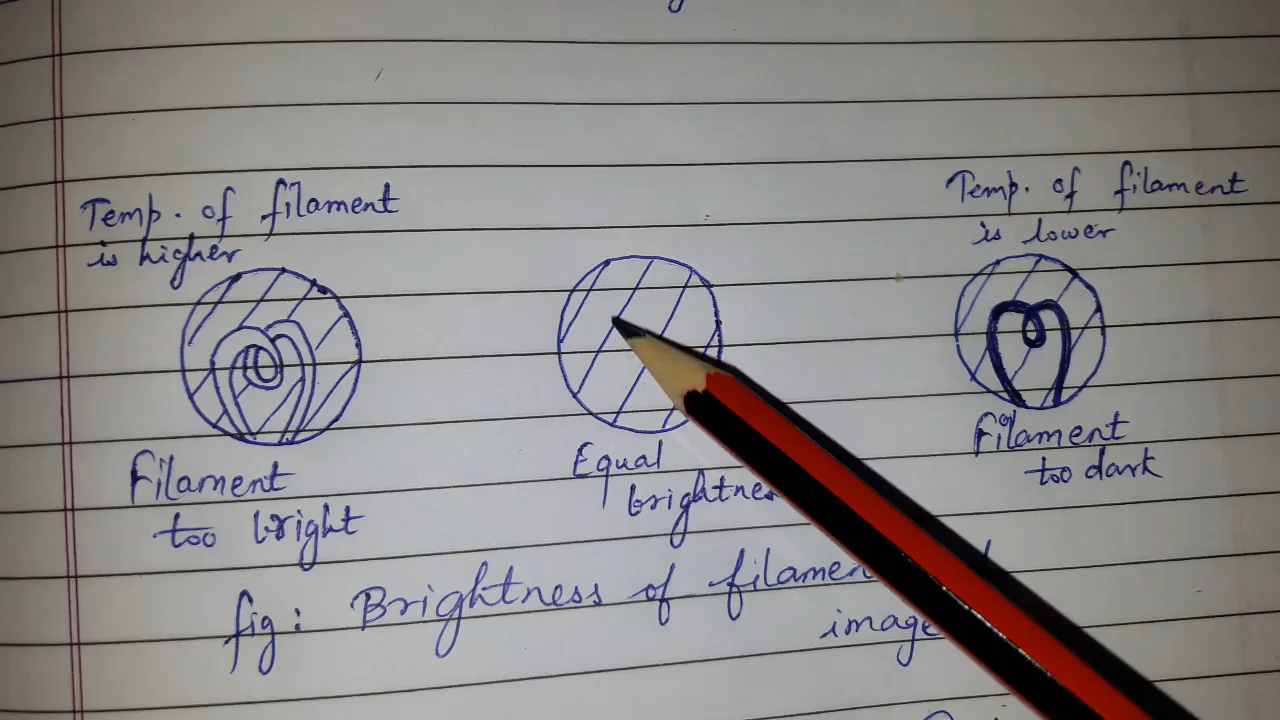 Temp. of filament
is higher
Temp. of filament
is lower
Filament
too bright
Equal
Filament
too dark
fig: Brightness of
image